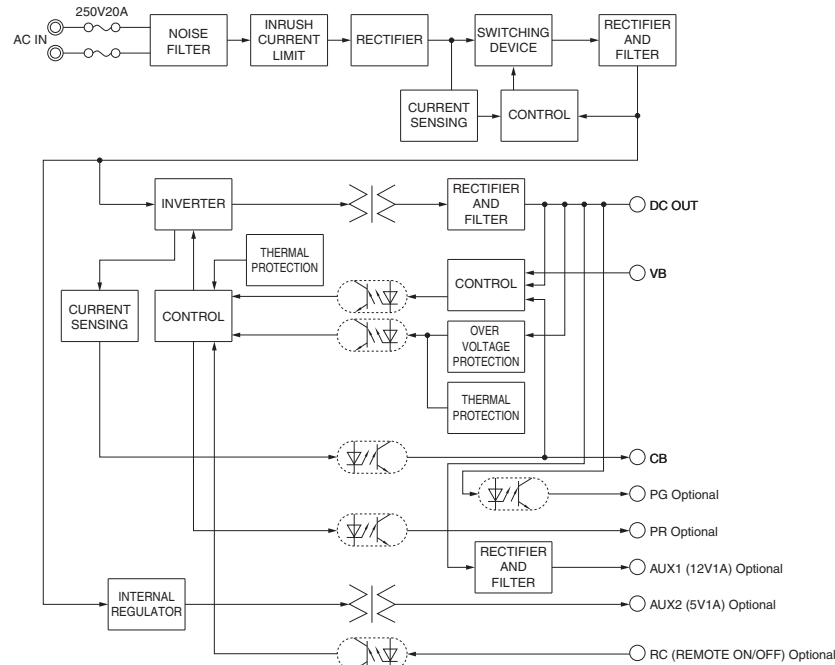 250V20A
AC IN
NOISE
FILTER
INRUSH
CURRENT
LIMIT
RECTIFIER
SWITCHING
DEVICE
RECTIFIER
AND
FILTER
CURRENT
SENSING
CONTROL
INVERTER
RECTIFIER
AND
FILTER
DC OUT
THERMAL
PROTECTION
CONTROL
VB
CURRENT
SENSING
CONTROL
OVER
VOLTAGE
PROTECTION
THERMAL
PROTECTION
CB
PG Optional
PR Optional
RECTIFIER
AND
FILTER
AUX1 (12V1A) Optional
INTERNAL
REGULATOR
AUX2 (5V1A) Optional
RC (REMOTE ON/OFF) Optional